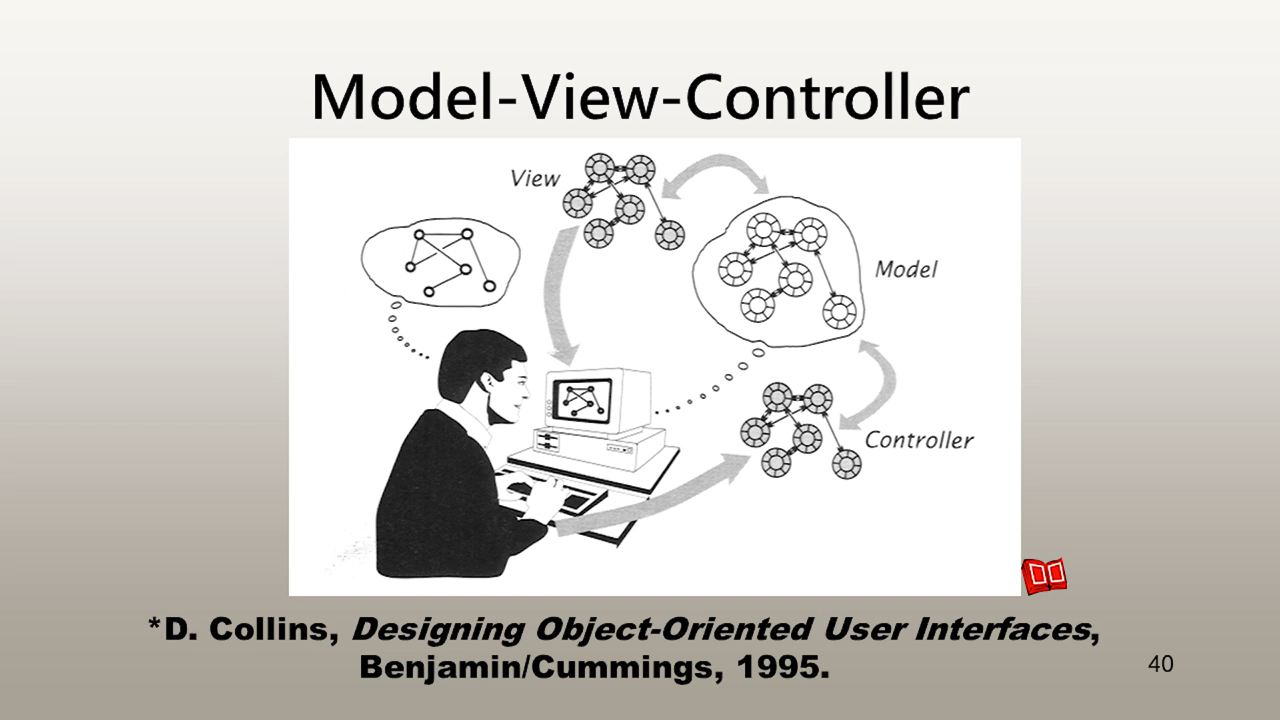 Model-View-Controller
View
Model
Controller
*D. Collins, Designing Object-Oriented User Interfaces,
Benjamin/Cummings, 1995.
40